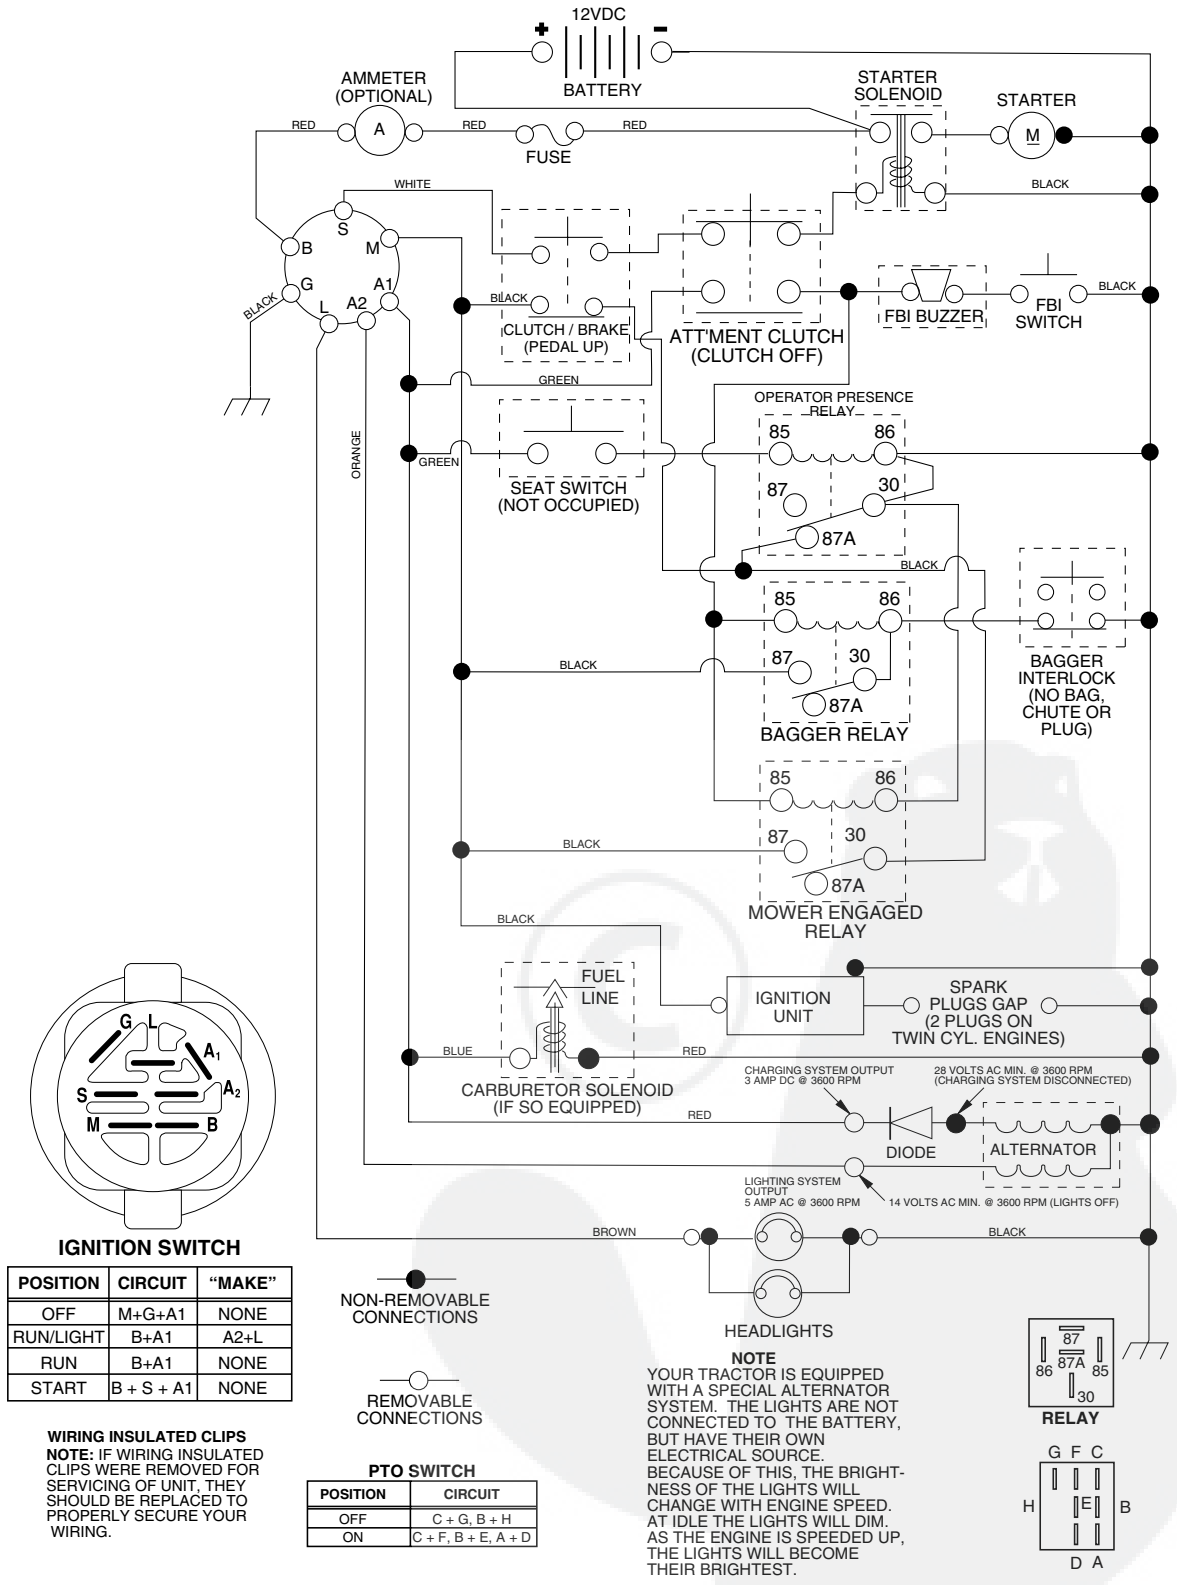 12VDC
+
-
BATTERY
AMMETER
(OPTIONAL)
STARTER
SOLENOID
STARTER
RED
A
RED
FUSE
RED
M
WHITE
BLACK
S
B
M
G
L
A2
A1
BLACK
BLACK
CLUTCH / BRAKE
(PEDAL UP)
ATT'MENT CLUTCH
(CLUTCH OFF)
FBI BUZZER
FBI
SWITCH
BLACK
GREEN
OPERATOR PRESENCE
RELAY
ORANGE
GREEN
SEAT SWITCH
(NOT OCCUPIED)
85
86
87
30
87A
BLACK
85
86
87
30
87A
BAGGER RELAY
BLACK
BAGGER
INTERLOCK
(NO BAG,
CHUTE OR
PLUG)
85
86
87
30
87A
MOWER ENGAGED
RELAY
BLACK
BLACK
C
FUEL
LINE
IGNITION
UNIT
SPARK
PLUGS GAP
(2 PLUGS ON
TWIN CYL. ENGINES)
BLUE
RED
CARBURETOR SOLENOID
(IF SO EQUIPPED)
CHARGING SYSTEM OUTPUT
3 AMP DC @ 3600 RPM
28 VOLTS AC MIN. @ 3600 RPM
(CHARGING SYSTEM DISCONNECTED)
RED
DIODE
ALTERNATOR
LIGHTING SYSTEM
OUTPUT
5 AMP AC @ 3600 RPM
14 VOLTS AC MIN. @ 3600 RPM (LIGHTS OFF)
BROWN
BLACK
HEADLIGHTS
G
L
A1
A2
S
M
B
IGNITION SWITCH
POSITION CIRCUIT "MAKE"
OFF M+G+A1 NONE
RUN/LIGHT B+A1 A2+L
RUN B+A1 NONE
START B + S + A1 NONE
WIRING INSULATED CLIPS
NOTE: IF WIRING INSULATED
CLIPS WERE REMOVED FOR
SERVICING OF UNIT, THEY
SHOULD BE REPLACED TO
PROPERLY SECURE YOUR
WIRING.
NON-REMOVABLE
CONNECTIONS
REMOVABLE
CONNECTIONS
PTO SWITCH
POSITION CIRCUIT
OFF C + G, B + H
ON C + F, B + E, A + D
NOTE
YOUR TRACTOR IS EQUIPPED
WITH A SPECIAL ALTERNATOR
SYSTEM. THE LIGHTS ARE NOT
CONNECTED TO THE BATTERY,
BUT HAVE THEIR OWN
ELECTRICAL SOURCE.
BECAUSE OF THIS, THE BRIGHT-
NESS OF THE LIGHTS WILL
CHANGE WITH ENGINE SPEED.
AT IDLE THE LIGHTS WILL DIM.
AS THE ENGINE IS SPEEDED UP,
THE LIGHTS WILL BECOME
THEIR BRIGHTEST.
87
87A
86
85
30
RELAY
G F C
H E B
D A